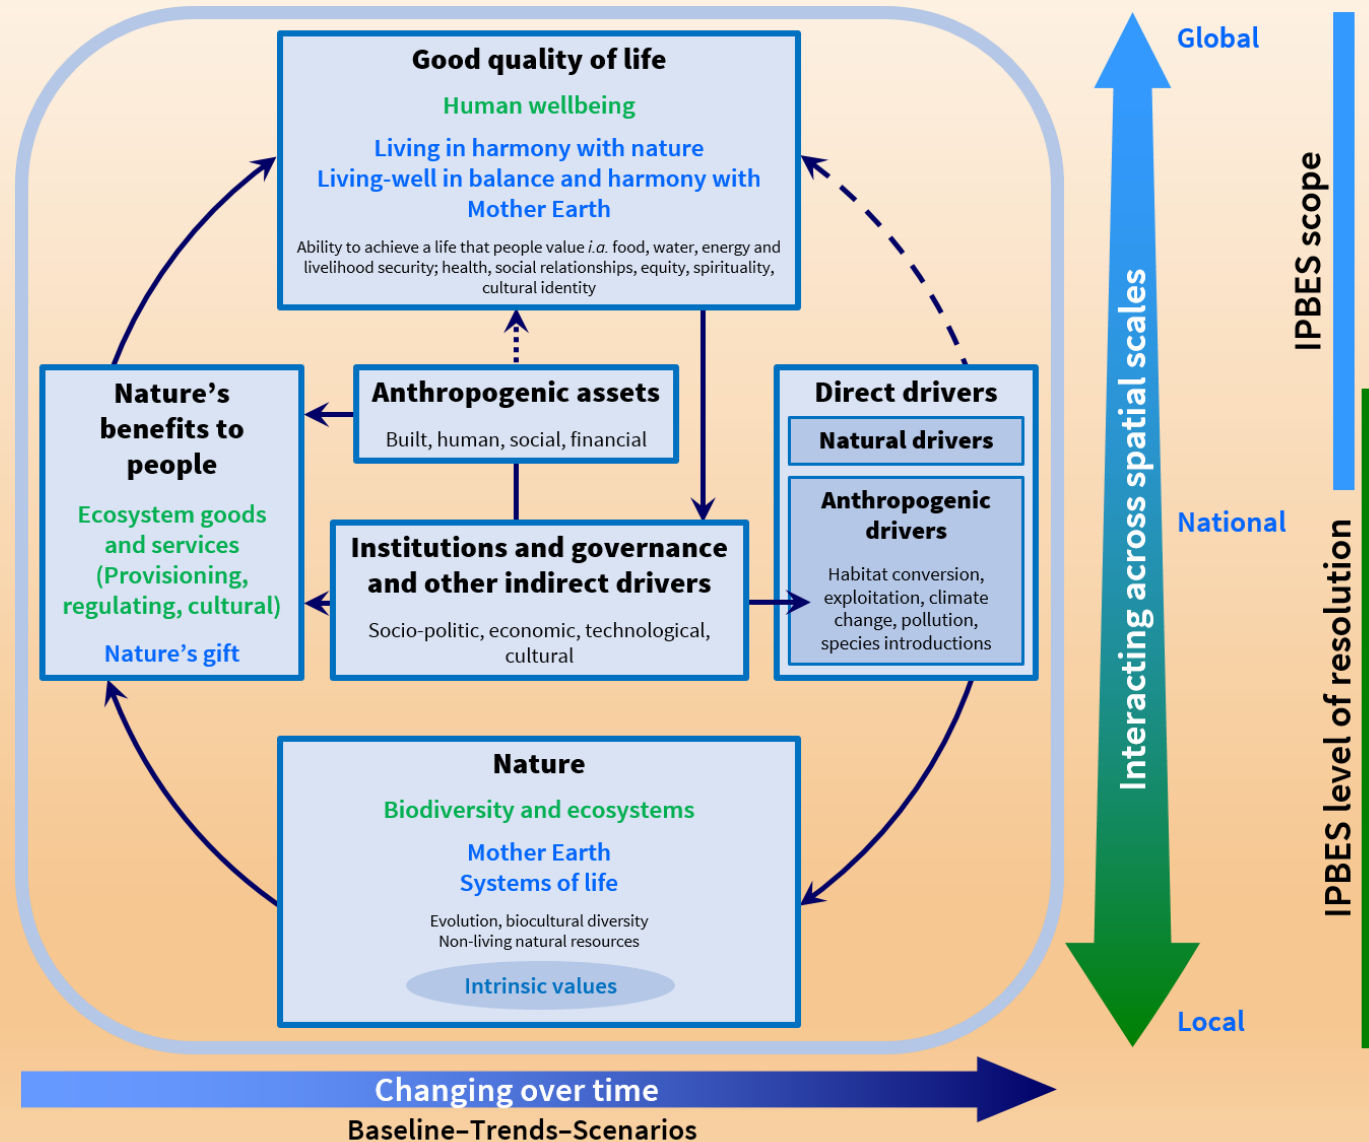 Good quality of life
Human wellbeing
Living in harmony with nature
Living-well in balance and harmony with
Mother Earth
Ability to achieve a life that people value i.a. food, water, energy and
livelihood security; health, social relationships, equity, spirituality,
cultural identity
Nature’s
benefits to
people
Ecosystem goods
and services
(Provisioning,
regulating, cultural)
Nature’s gift
Anthropogenic assets
Built, human, social, financial
Institutions and governance
and other indirect drivers
Socio-politic, economic, technological,
cultural
Direct drivers
Natural drivers
Anthropogenic
drivers
Habitat conversion,
exploitation, climate
change, pollution,
species introductions
Nature
Biodiversity and ecosystems
Mother Earth
Systems of life
Evolution, biocultural diversity
Non-living natural resources
Intrinsic values
Changing over time
Baseline–Trends–Scenarios
Interacting across spatial scales
Global
National
Local
IPBES scope
IPBES level of resolution